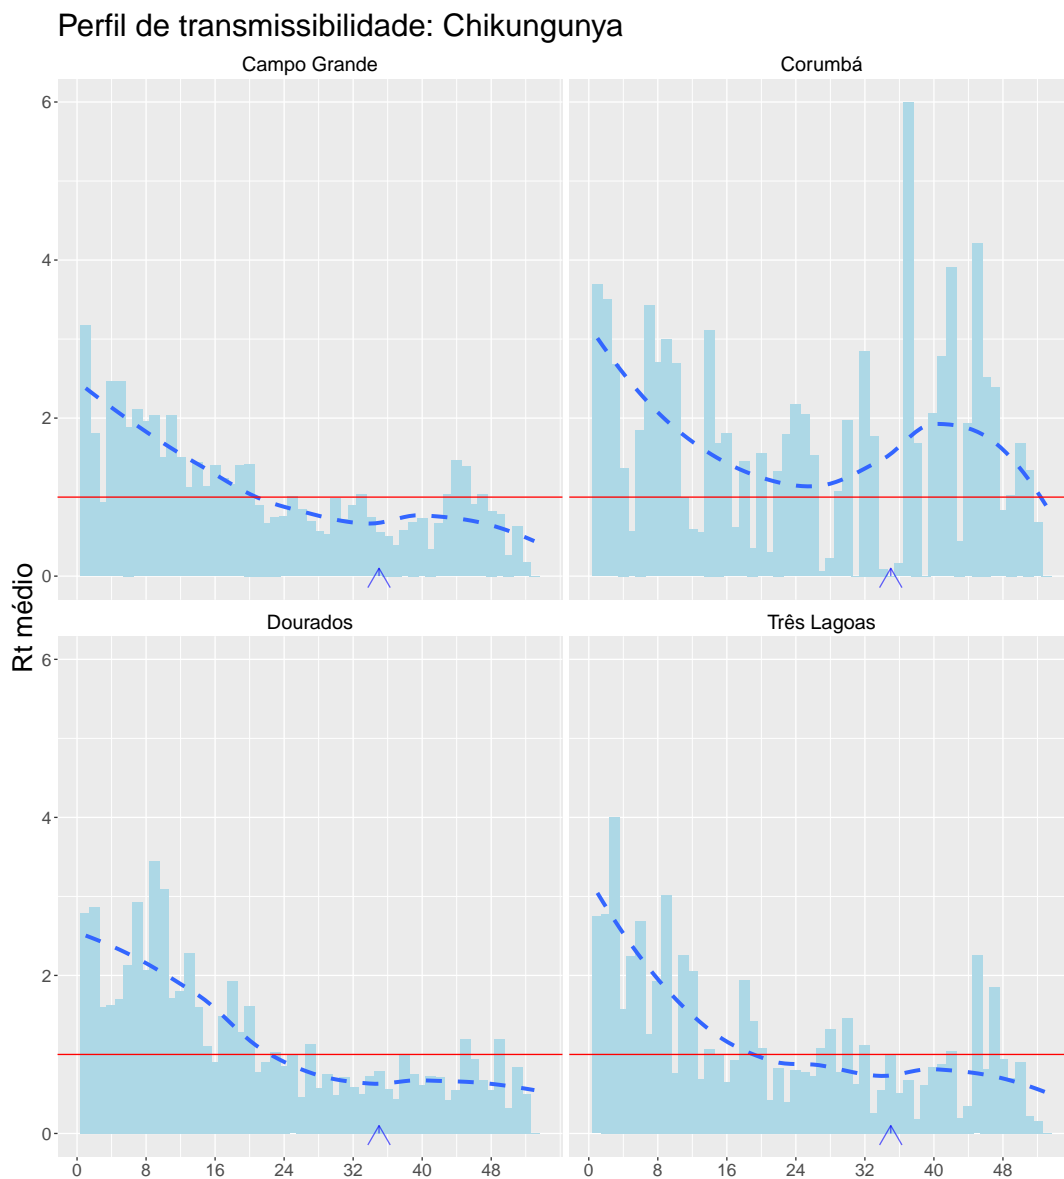 Perfil de transmissibilidade: Chikungunya
Campo Grande
Corumbá
6
4
2
0
Rt médio
Dourados
Três Lagoas
6
4
2
0
0 8 16 24 32 40 48
0 8 16 24 32 40 48